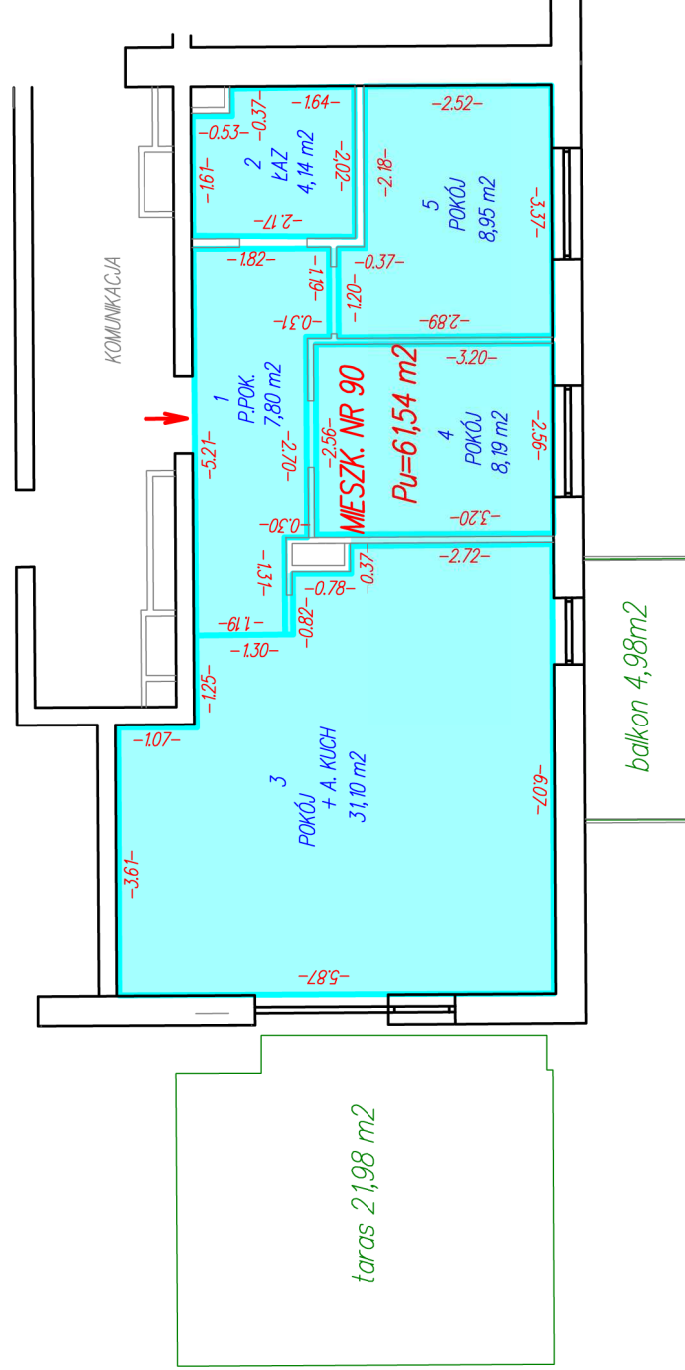 KOMUNIKACJA
-0.53-
-0.37-
-1.64-
-1.61-
2
ŁAZ
4,14 m2
-2.02-
-2.17-
-2.52-
-2.18-
5
POKÓJ
8,95 m2
-3.37-
-0.37-
-1.20-
-2.89-
-1.82-
-1.19-
-0.31-
1
P.POK.
7,80 m2
-5.21-
-2.70-
-0.30-
-1.31-
-1.19-
-3.20-
-2.56-
MIESZK. NR 90
Pu=61,54 m2
4
POKÓJ
8,19 m2
-2.56-
-3.20-
-0.78-
0.37-
-2.72-
-0.82-
-1.30-
-1.25-
-1.07-
3
POKÓJ
+ A. KUCH
31,10 m2
-3.61-
-6.07-
-5.87-
balkon 4,98m2
taras 21,98 m2